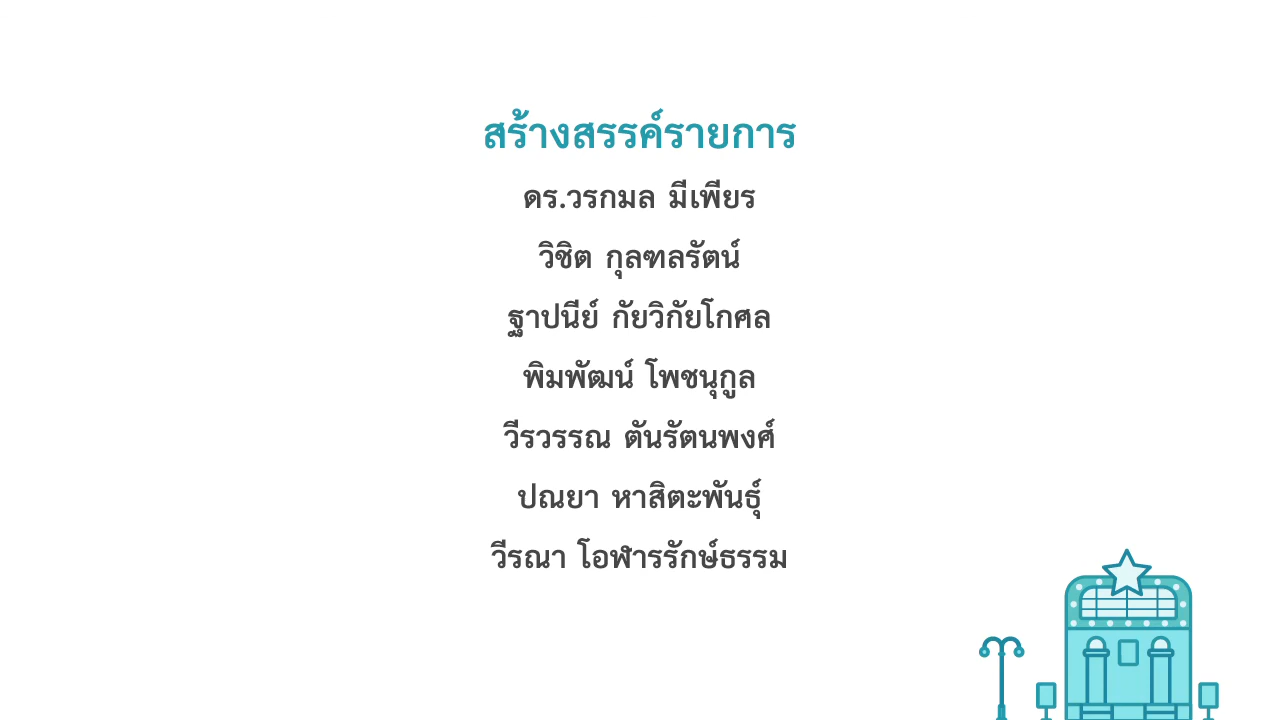 สร้างสรรค์รายการ
ดร.วรกมล มีเพียร
วิชิต กุลฑลรัตน์
ฐาปนีย์ กัยวิกัยโกศล
พิมพัฒน์ โพชนุกูล
วีรวรรณ ตันรัตนพงศ์
ปณยา หาสิตะพันธุ์
วีรณา โอฬารรักษ์ธรรม